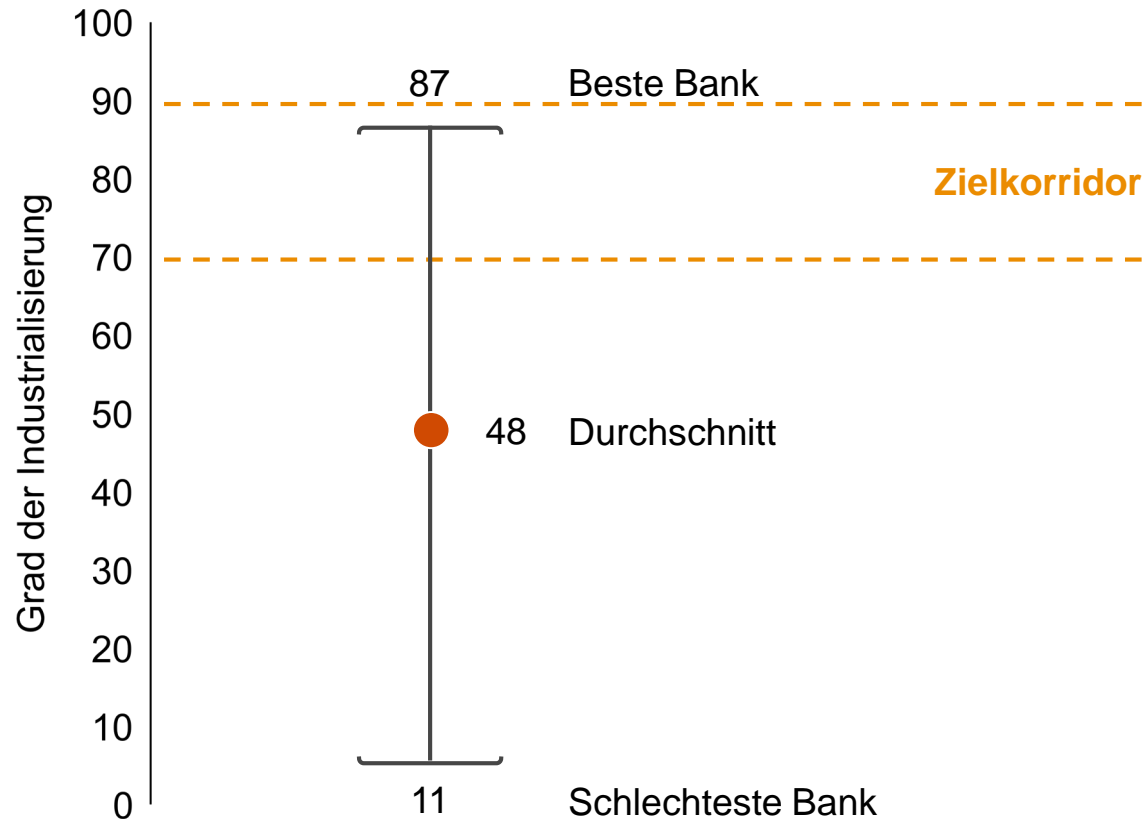 100
87 Beste Bank
90
80
Zielkorridor
70
60
50
48 Durchschnitt
40
30
20
10
0
11 Schlechteste Bank
Grad der Industrialisierung